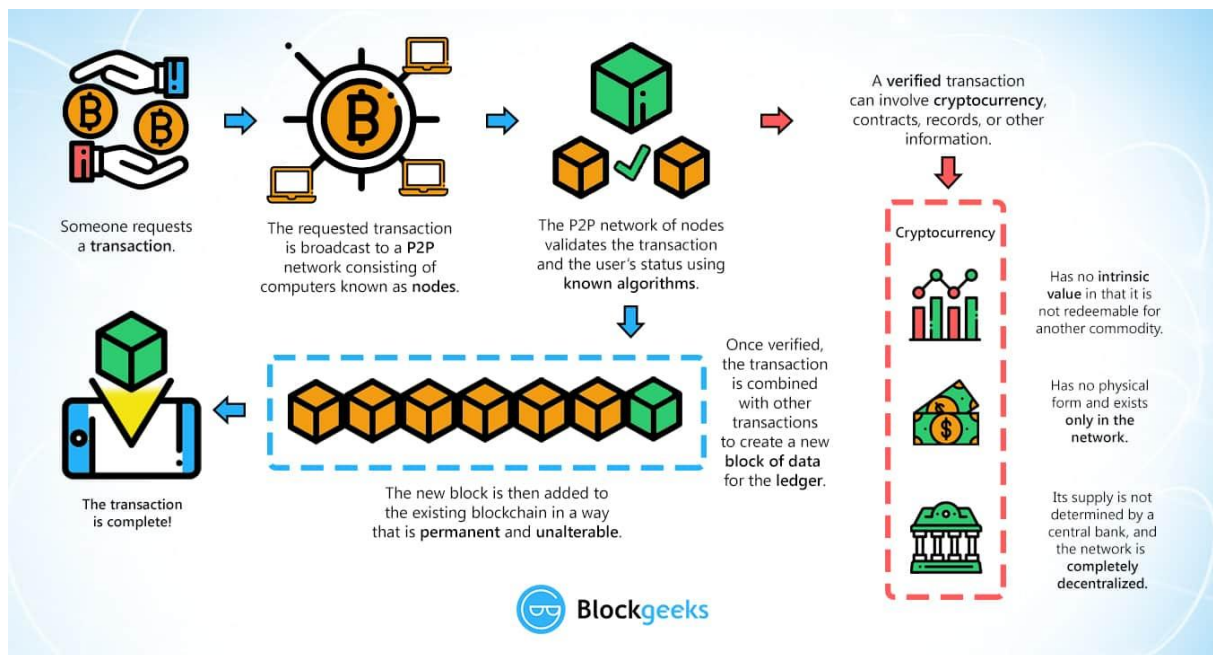 Someone requests
a transaction.
The requested transaction
is broadcast to a P2P
network consisting of
computers known as nodes.
The P2P network of nodes
validates the transaction
and the user's status using
known algorithms.
A verified transaction
can involve cryptocurrency,
contracts, records, or other
information.
Cryptocurrency
Has no intrinsic
value in that it is
not redeemable for
another commodity.
Has no physical
form and exists
only in the
network.
Its supply is not
determined by a
central bank, and
the network is
completely
decentralized.
Once verified,
the transaction
is combined
with other
transactions
to create a new
block of data
for the ledger.
The new block is then added to
the existing blockchain in a way
that is permanent and unalterable.
The transaction
is complete!
Blockgeeks